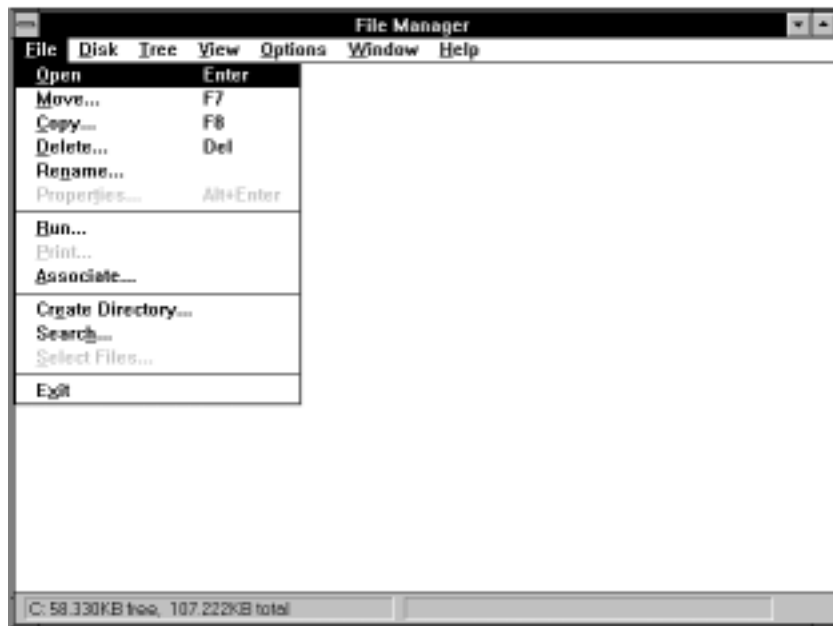 File Manager
File Disk Tree View Options Window Help
Open Enter
Move... F7
Copy... F8
Delete... Del
Rename...
Properties... Alt+Enter
Run...
Print...
Associate...
Create Directory...
Search...
Select Files...
Exit
C: 58.330KB free, 107.222KB total